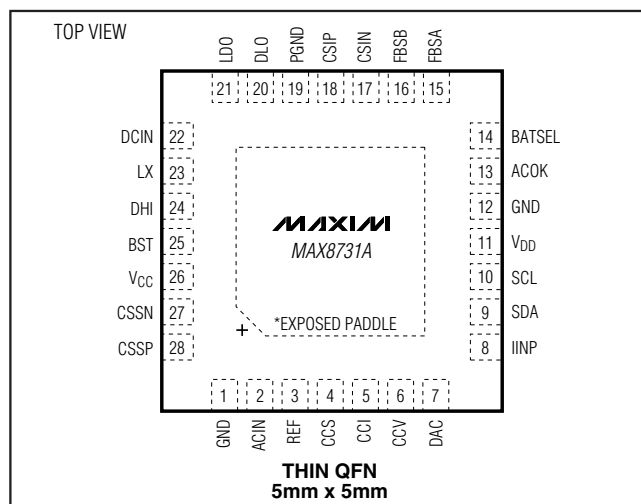 TOP VIEW
LDO
DLO
PGND
CSIP
CSIN
FBSB
FBSA
21 20 19 18 17 16 15
DCIN 22
LX 23
DHI 24
BST 25
VCC 26
CSSN 27
CSSP 28
14 BATSEL
13 ACOK
12 GND
11 VDD
10 SCL
9 SDA
8 IINP
MAXIM
MAX8731A
*EXPOSED PADDLE
+
1 2 3 4 5 6 7
GND
ACIN
REF
CCS
CCI
CCV
DAC
THIN QFN
5mm x 5mm